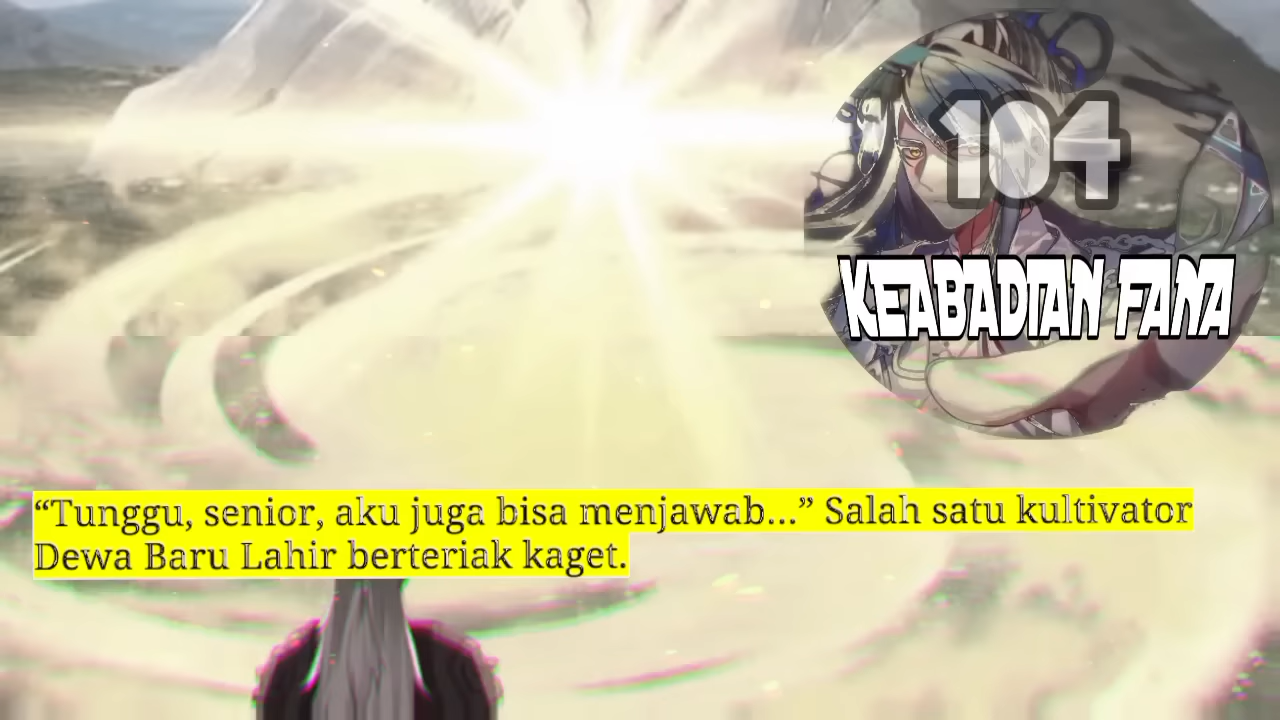 104
KEABADIAN FANA
“Tunggu, senior, aku juga bisa menjawab...” Salah satu kultivator
Dewa Baru Lahir berteriak kaget.